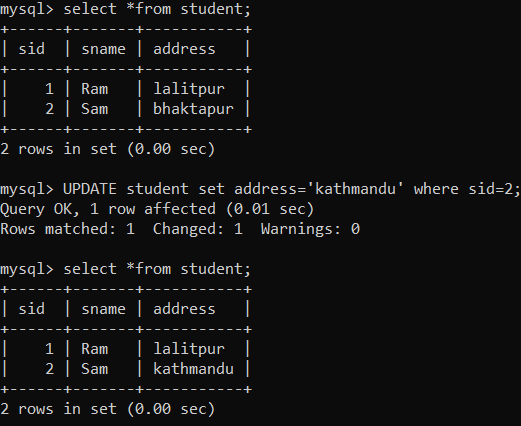 mysql> select *from student;
+------+-------+-----------+
| sid  | sname | address   |
+------+-------+-----------+
|    1 | Ram   | lalitpur  |
|    2 | Sam   | bhaktapur |
+------+-------+-----------+
2 rows in set (0.00 sec)

mysql> UPDATE student set address='kathmandu' where sid=2;
Query OK, 1 row affected (0.01 sec)
Rows matched: 1  Changed: 1  Warnings: 0

mysql> select *from student;
+------+-------+-----------+
| sid  | sname | address   |
+------+-------+-----------+
|    1 | Ram   | lalitpur  |
|    2 | Sam   | kathmandu |
+------+-------+-----------+
2 rows in set (0.00 sec)